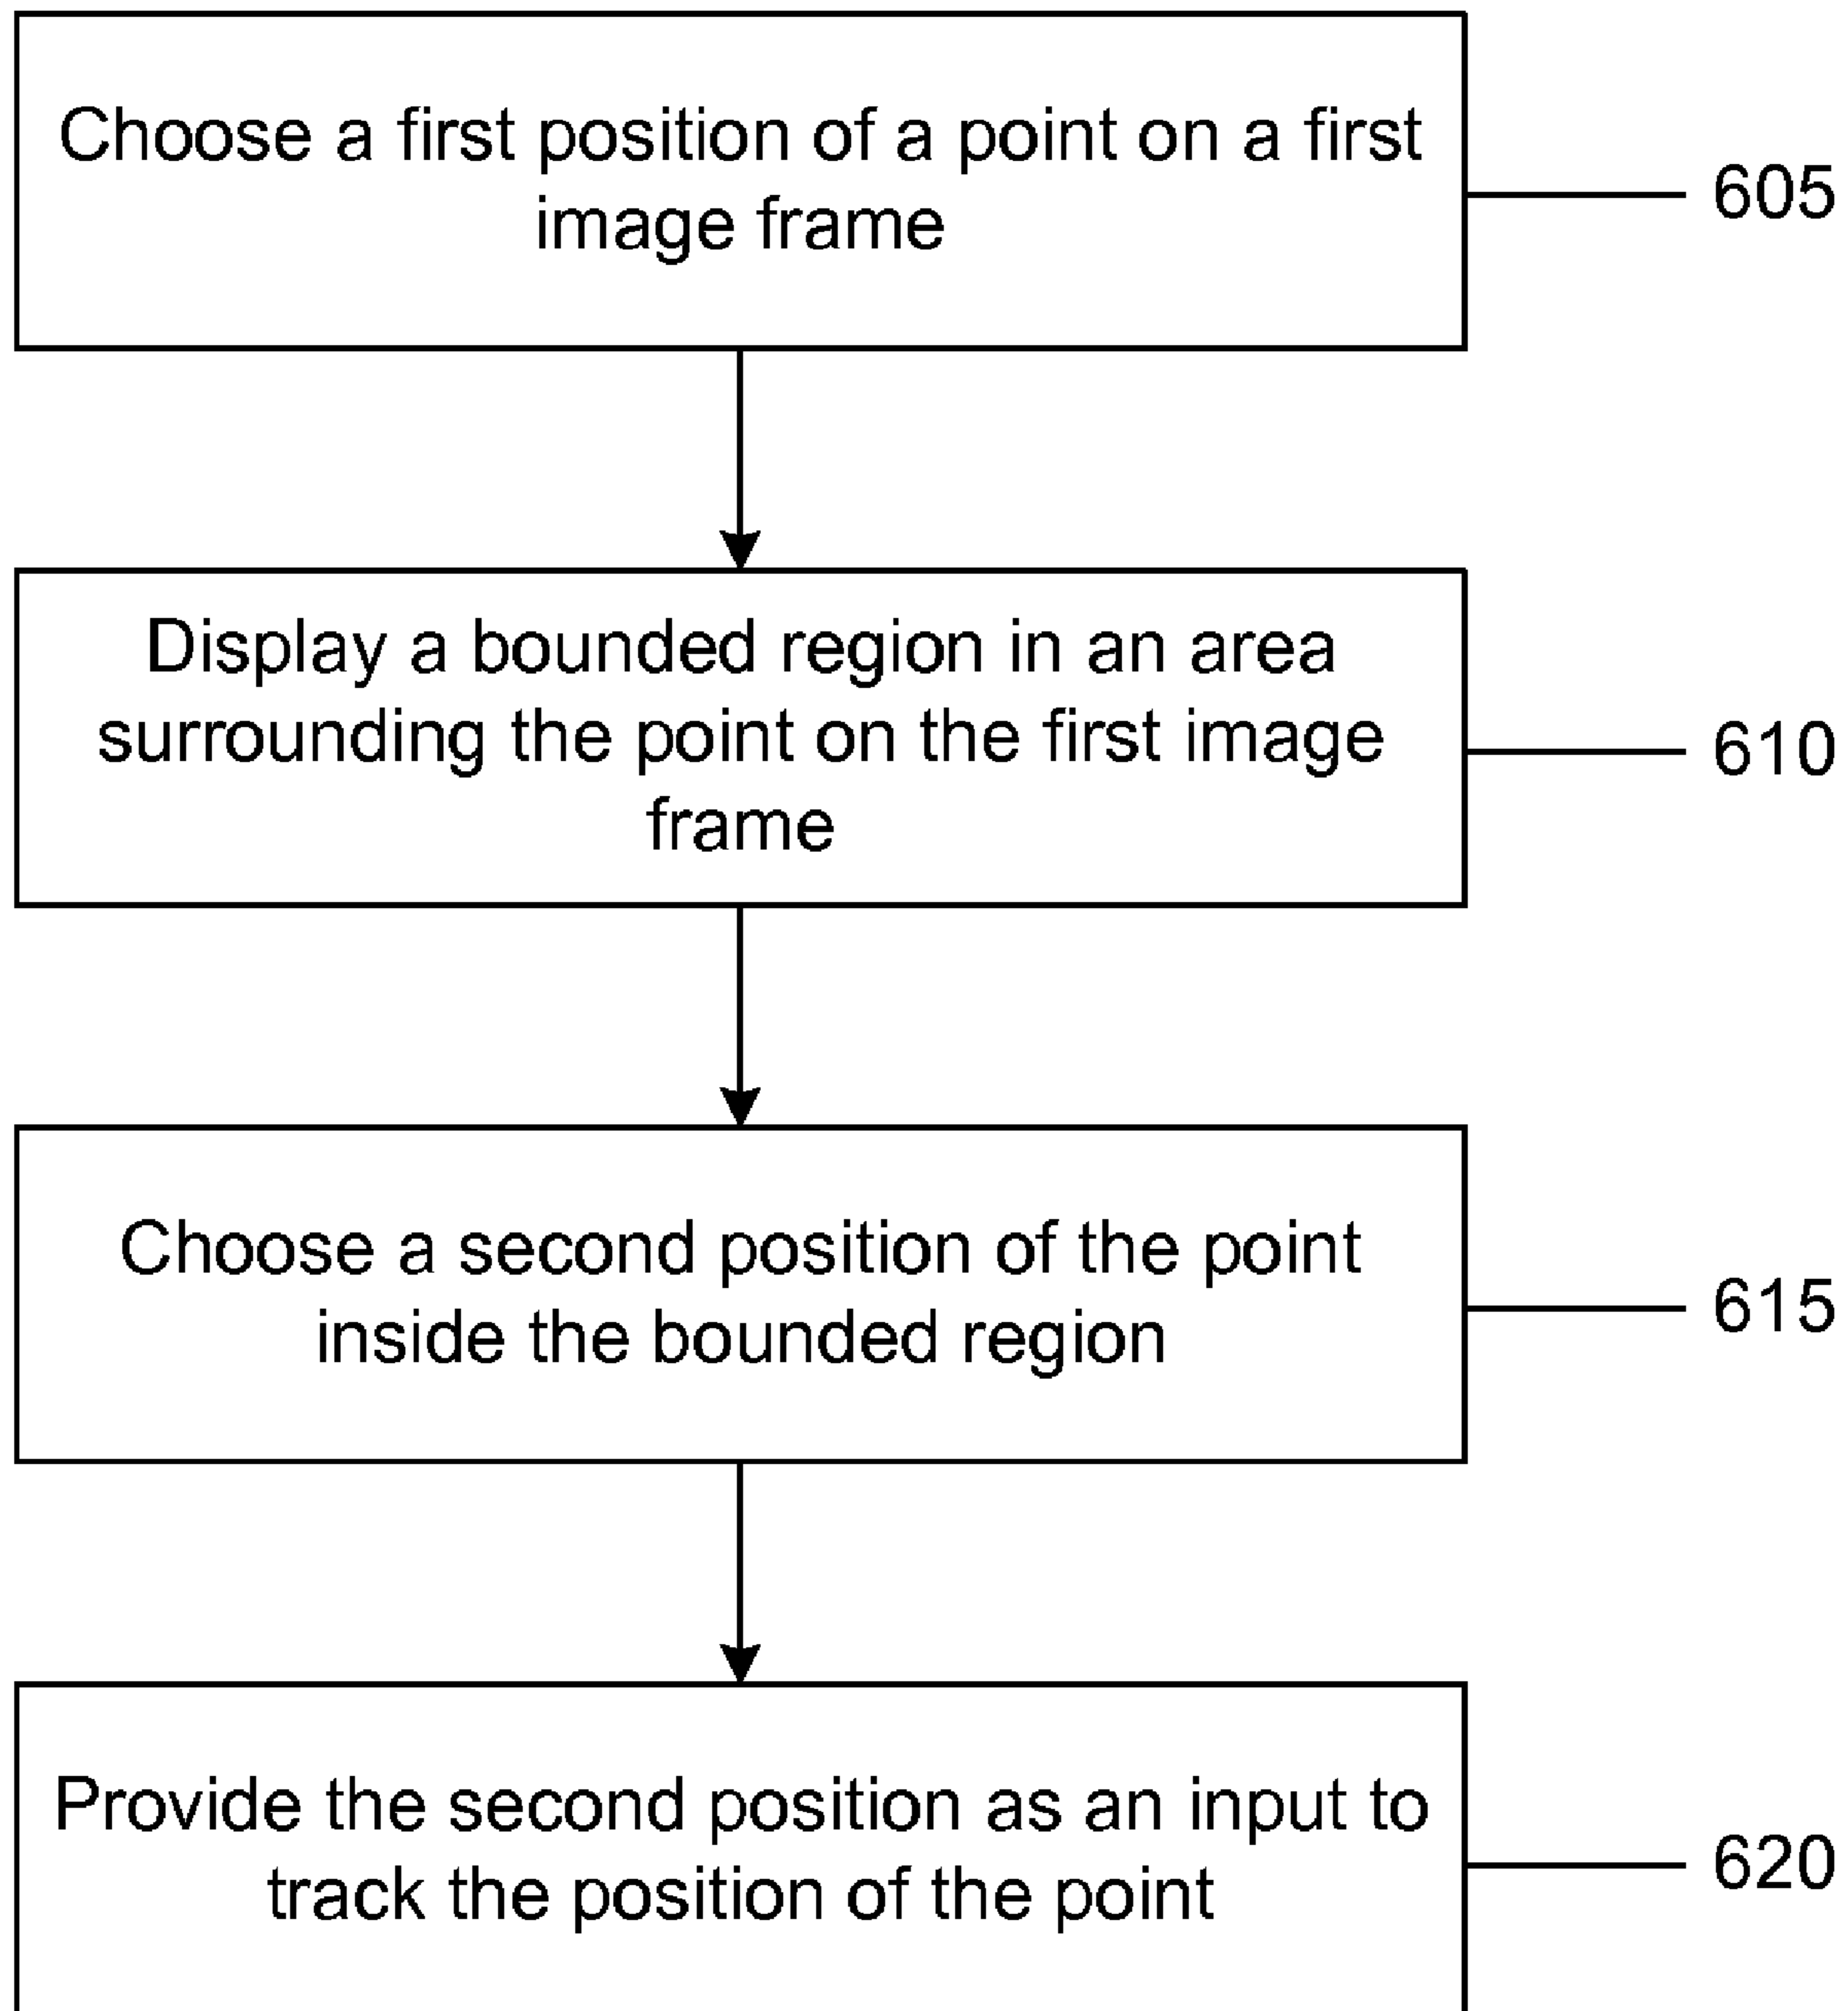 Choose a first position of a point on a first
image frame
605
Display a bounded region in an area
surrounding the point on the first image
frame
610
Choose a second position of the point
inside the bounded region
615
Provide the second position as an input to
track the position of the point
620